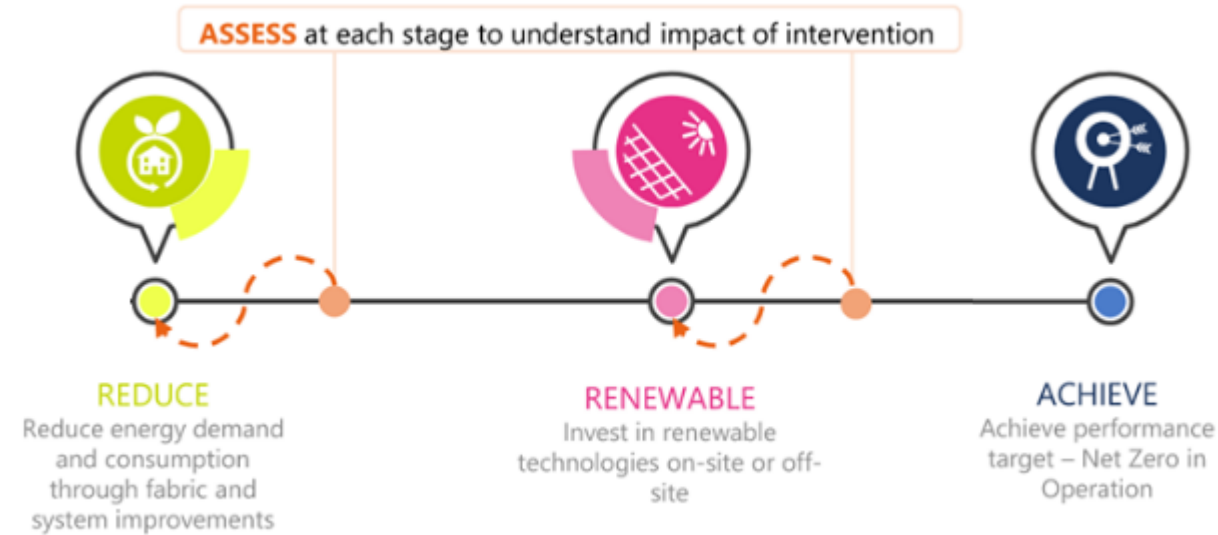 ASSESS at each stage to understand impact of intervention
REDUCE
Reduce energy demand
and consumption
through fabric and
system improvements
RENEWABLE
Invest in renewable
technologies on-site or off-
site
ACHIEVE
Achieve performance
target – Net Zero in
Operation